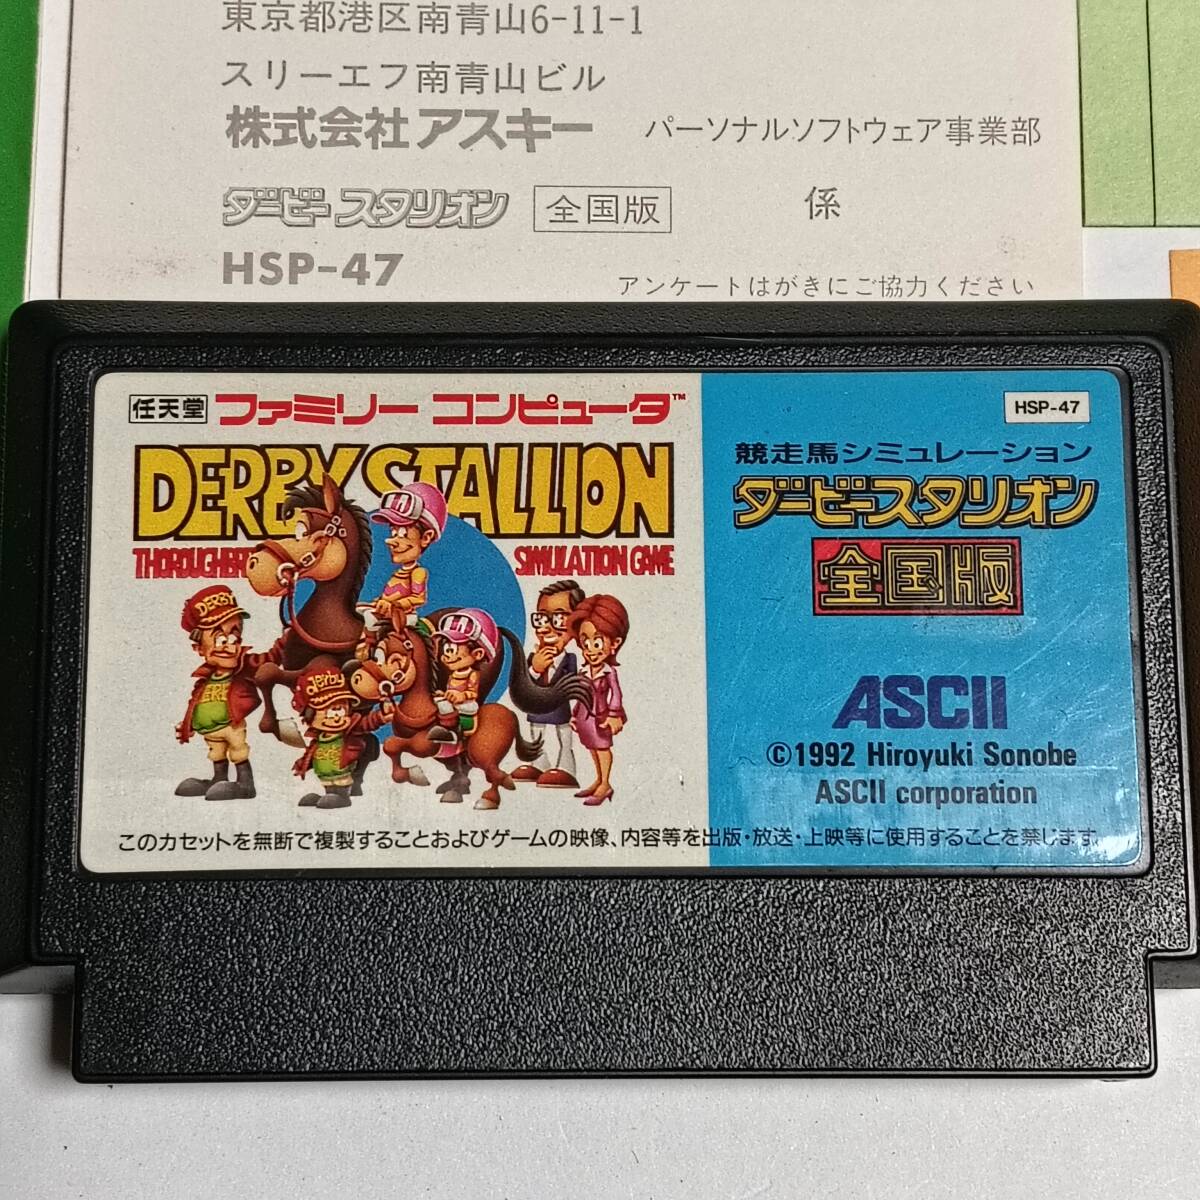 東京都港区南青山6-11-1
スリーエフ南青山ビル
株式会社アスキー パーソナルソフトウェア事業部
ダービースタリオン 全国版 係
HSP-47
アンケートはがきにご協力ください
任天堂 ファミリー コンピュータ™
HSP-47
DERBY STALLION
SIMULATION GAME
競走馬シミュレーション
ダービースタリオン
全国版
DERBY
derby
ASCII
©1992 Hiroyuki Sonobe
ASCII corporation
このカセットを無断で複製することおよびゲームの映像、内容等を出版・放送・上映等に使用することを禁じます